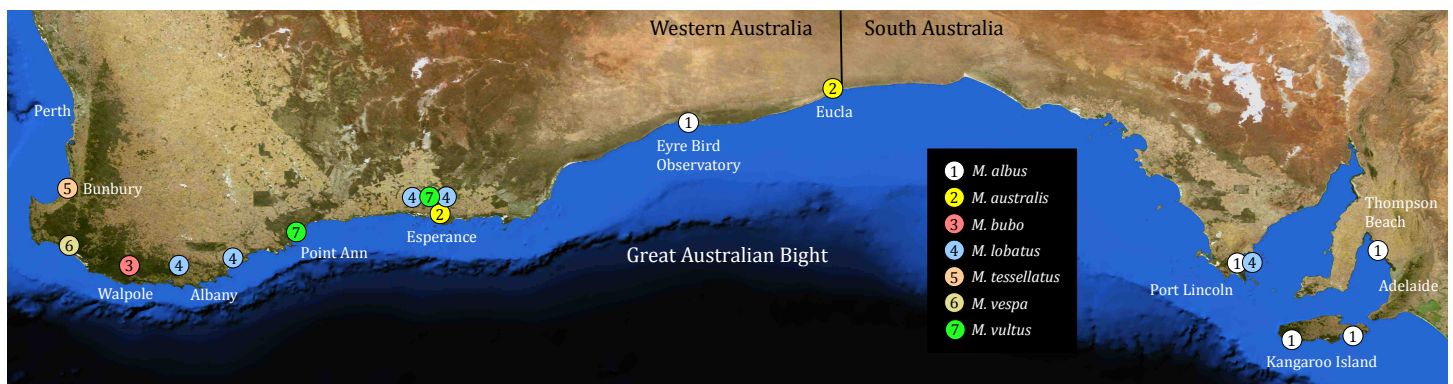 Western Australia
South Australia
Perth
2
Eucla
1
Eyre Bird
Observatory
5
Bunbury
4
7
4
2
Esperance
7
Point Ann
6
3
Walpole
4
4
Albany
Great Australian Bight
1 M. albus
2 M. australis
3 M. bubo
4 M. lobatus
5 M. tessellatus
6 M. vespa
7 M. vultus
Thompson
Beach
1
Adelaide
1
4
Port Lincoln
1
1
Kangaroo Island